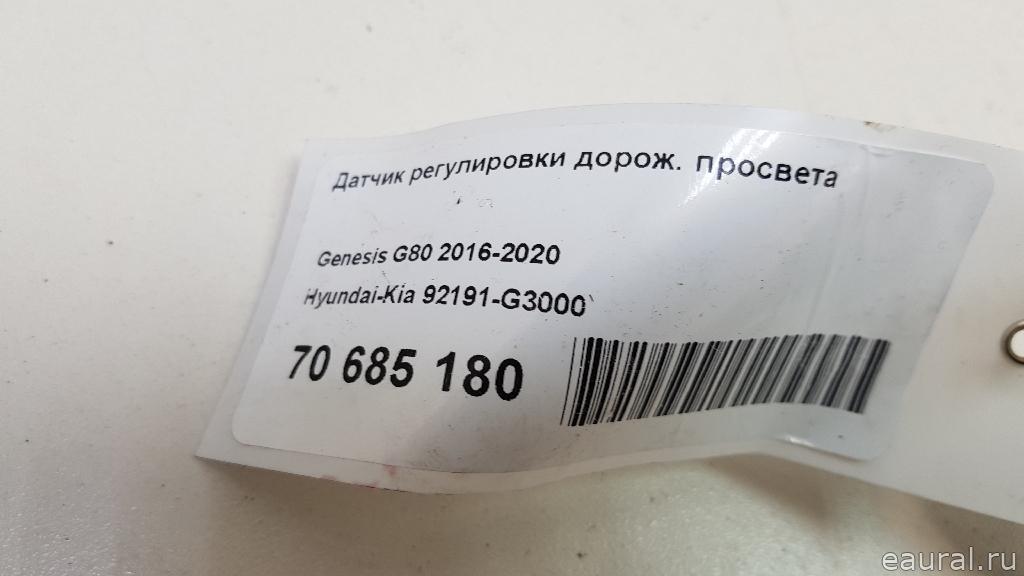 Датчик регулировки дорож. просвета
Genesis G80 2016-2020
Hyundai-Kia 92191-G3000
70 685 180
eaural.ru